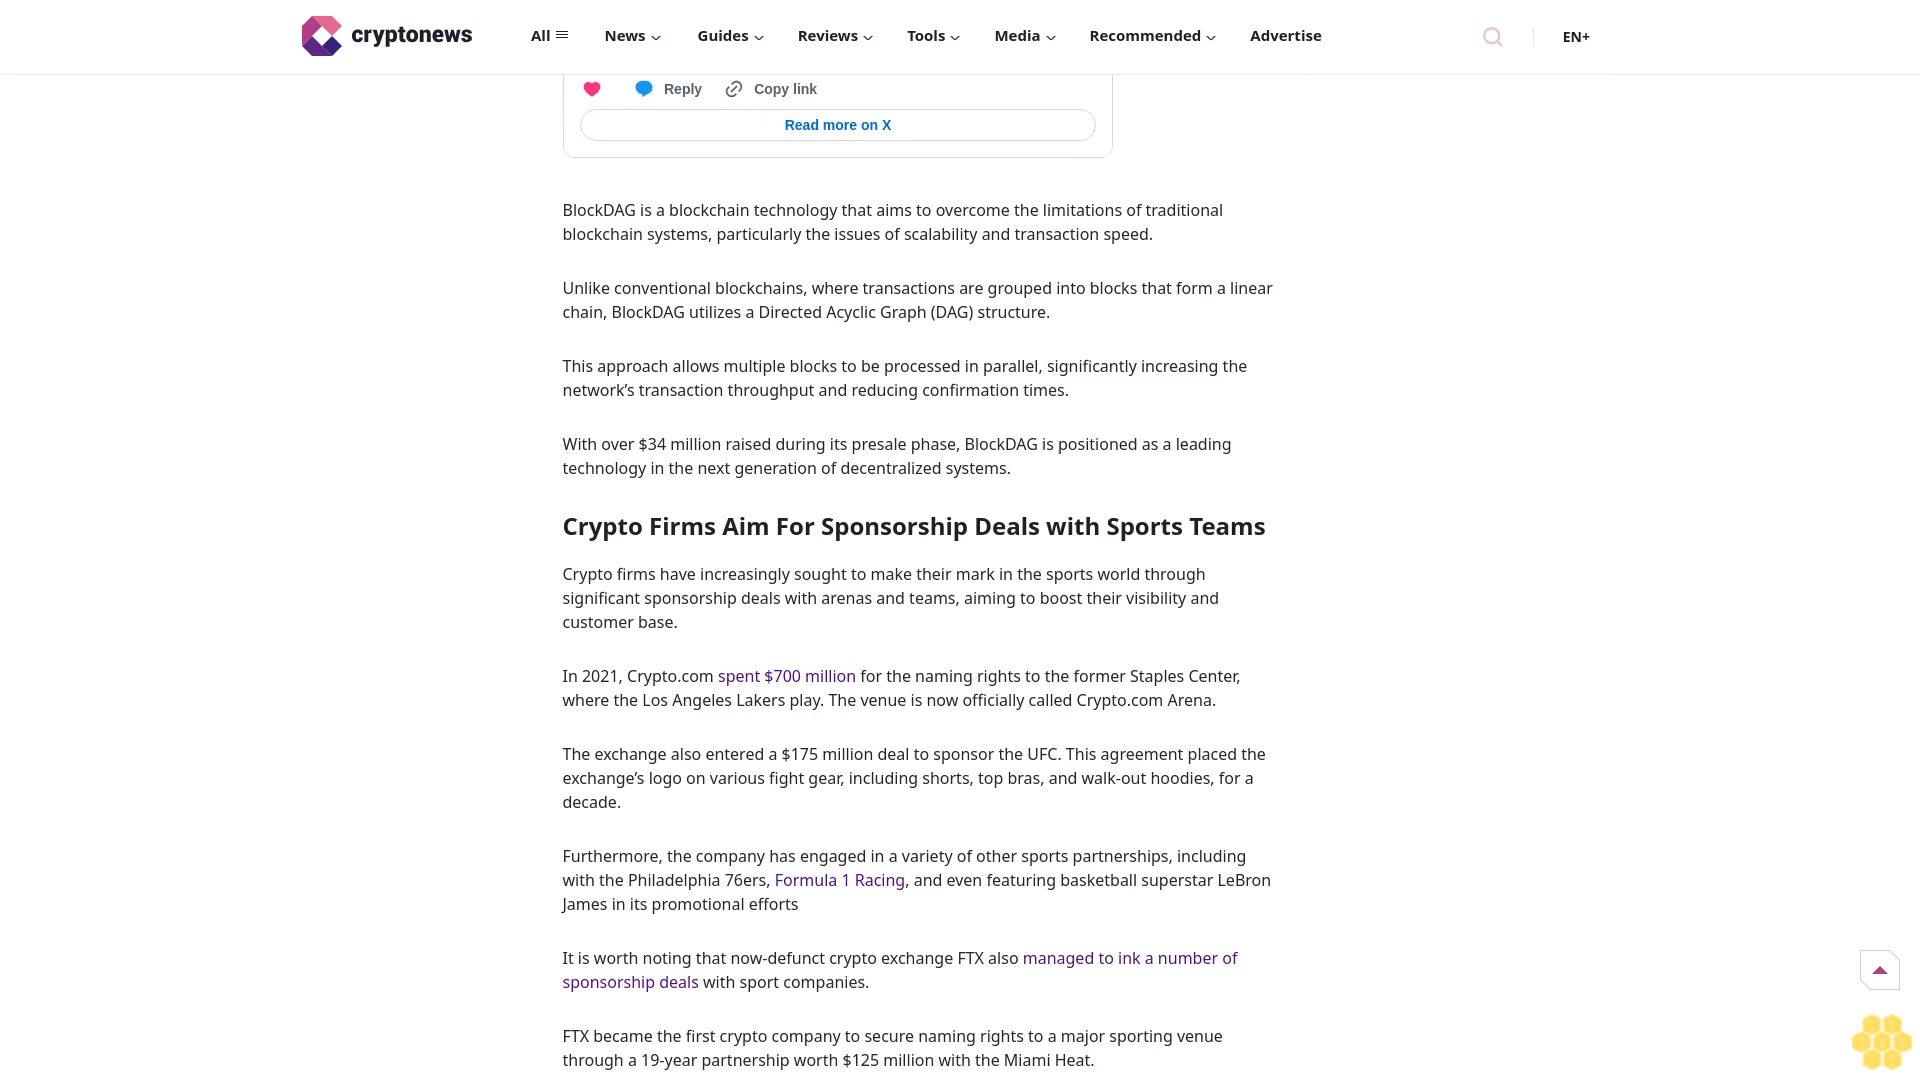 cryptonews
All
News
Guides
Reviews
Tools
Media
Recommended
Advertise
EN+
Reply
Copy link
Read more on X
BlockDAG is a blockchain technology that aims to overcome the limitations of traditional
blockchain systems, particularly the issues of scalability and transaction speed.
Unlike conventional blockchains, where transactions are grouped into blocks that form a linear
chain, BlockDAG utilizes a Directed Acyclic Graph (DAG) structure.
This approach allows multiple blocks to be processed in parallel, significantly increasing the
network’s transaction throughput and reducing confirmation times.
With over $34 million raised during its presale phase, BlockDAG is positioned as a leading
technology in the next generation of decentralized systems.
Crypto Firms Aim For Sponsorship Deals with Sports Teams
Crypto firms have increasingly sought to make their mark in the sports world through
significant sponsorship deals with arenas and teams, aiming to boost their visibility and
customer base.
In 2021, Crypto.com spent $700 million for the naming rights to the former Staples Center,
where the Los Angeles Lakers play. The venue is now officially called Crypto.com Arena.
The exchange also entered a $175 million deal to sponsor the UFC. This agreement placed the
exchange’s logo on various fight gear, including shorts, top bras, and walk-out hoodies, for a
decade.
Furthermore, the company has engaged in a variety of other sports partnerships, including
with the Philadelphia 76ers, Formula 1 Racing, and even featuring basketball superstar LeBron
James in its promotional efforts
It is worth noting that now-defunct crypto exchange FTX also managed to ink a number of
sponsorship deals with sport companies.
FTX became the first crypto company to secure naming rights to a major sporting venue
through a 19-year partnership worth $125 million with the Miami Heat.